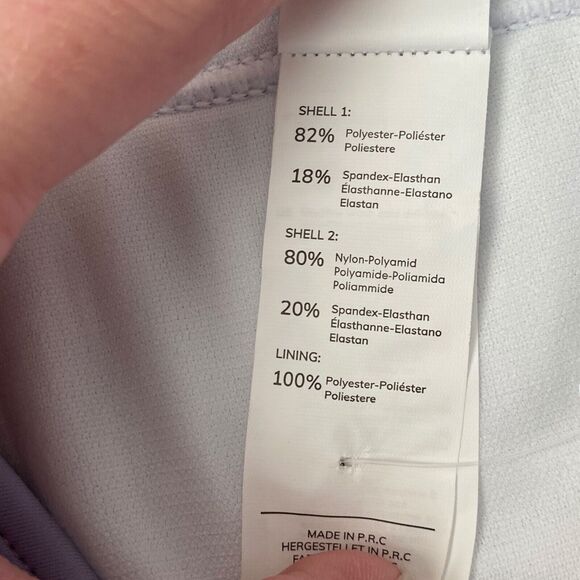 SHELL 1:
82% Polyester-Poliéster
Poliestere
18% Spandex-Elasthan
Élasthanne-Elastano
Elastan
SHELL 2:
80% Nylon-Polyamid
Polyamide-Poliamida
Poliammide
20% Spandex-Elasthan
Élasthanne-Elastano
Elastan
LINING:
100% Polyester-Poliéster
Poliestere
MADE IN P.R.C
HERGESTELLET IN P.R.C